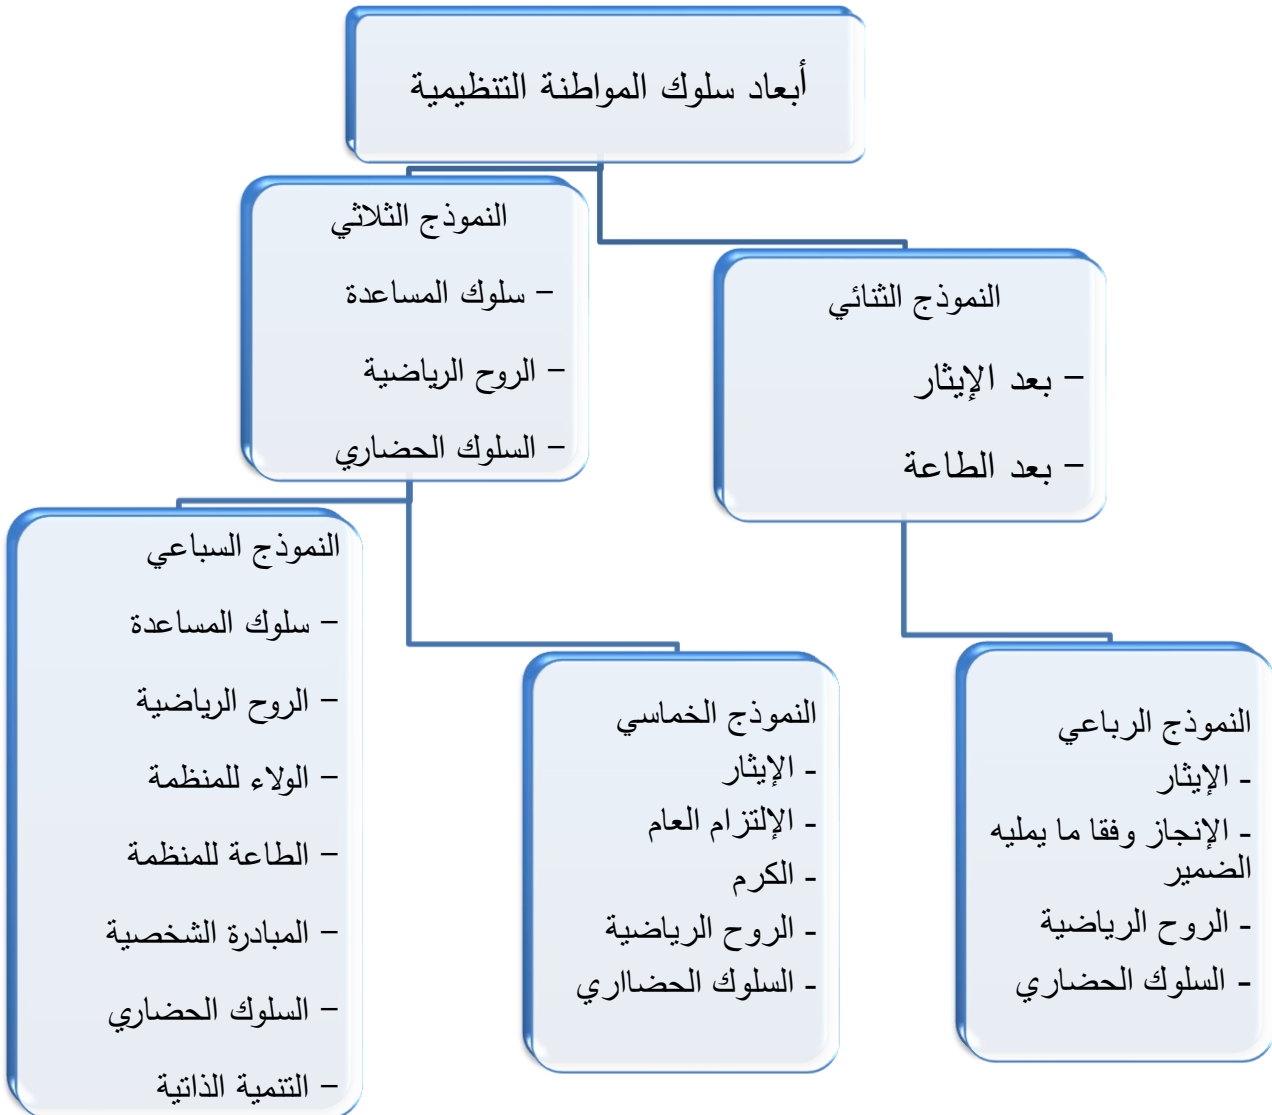 أبعاد سلوك المواطنة التنظيمية
النموذج الثنائي
– بعد الإيثار
– بعد الطاعة
النموذج الثلاثي
– سلوك المساعدة
– الروح الرياضية
– السلوك الحضاري
النموذج الرباعي
- الإيثار
- الإنجاز وفقا ما يمليه
الضمير
- الروح الرياضية
- السلوك الحضاري
النموذج الخماسي
- الإيثار
- الإلتزام العام
- الكرم
- الروح الرياضية
- السلوك الحضااري
النموذج السباعي
– سلوك المساعدة
– الروح الرياضية
– الولاء للمنظمة
– الطاعة للمنظمة
– المبادرة الشخصية
– السلوك الحضاري
– التنمية الذاتية